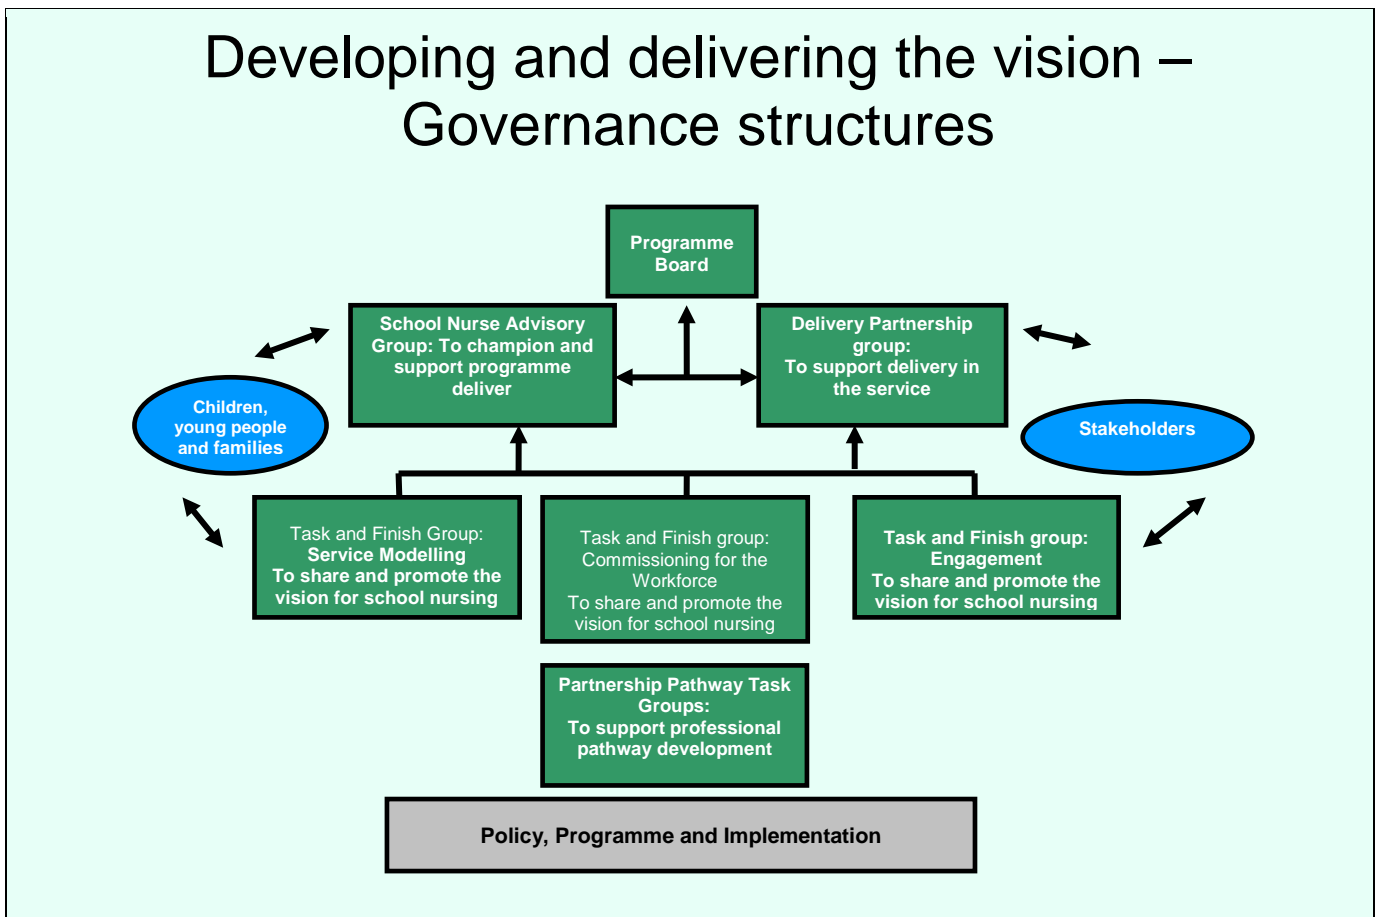 Developing and delivering the vision –
Governance structures
Programme
Board
School Nurse Advisory
Group: To champion and
support programme
deliver
Delivery Partnership
group:
To support delivery in
the service
Children,
young people
and families
Stakeholders
Task and Finish Group:
Service Modelling
To share and promote the
vision for school nursing
Task and Finish group:
Commissioning for the
Workforce
To share and promote the
vision for school nursing
Task and Finish group:
Engagement
To share and promote the
vision for school nursing
Partnership Pathway Task
Groups:
To support professional
pathway development
Policy, Programme and Implementation